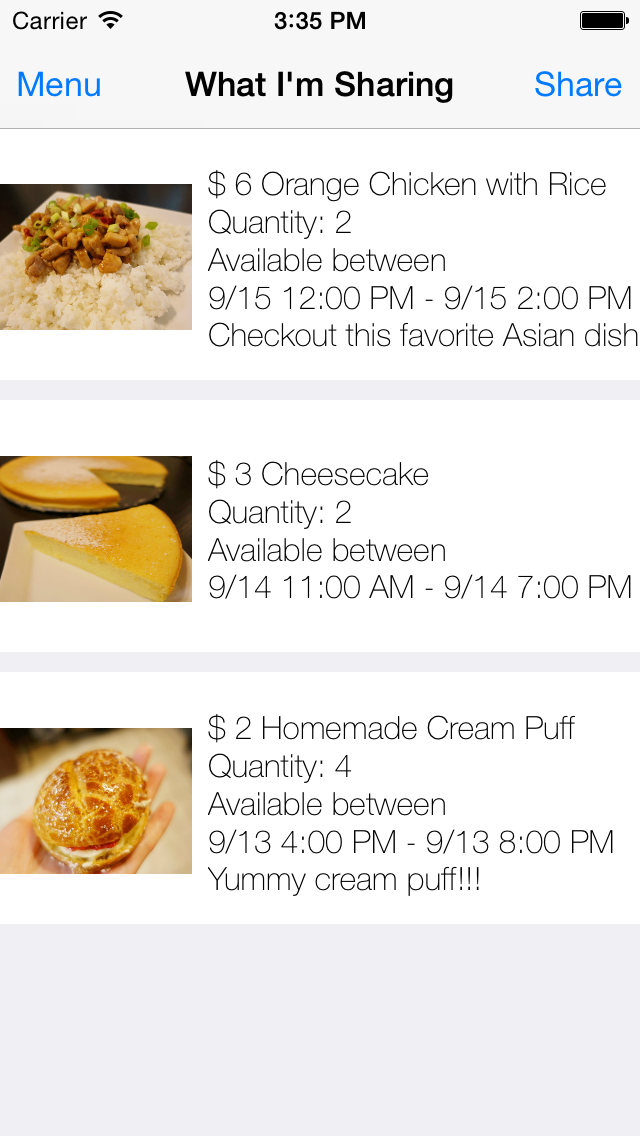 Carrier 3:35 PM
Menu What I'm Sharing Share
$ 6 Orange Chicken with Rice
Quantity: 2
Available between
9/15 12:00 PM - 9/15 2:00 PM
Checkout this favorite Asian dish
$ 3 Cheesecake
Quantity: 2
Available between
9/14 11:00 AM - 9/14 7:00 PM
$ 2 Homemade Cream Puff
Quantity: 4
Available between
9/13 4:00 PM - 9/13 8:00 PM
Yummy cream puff!!!